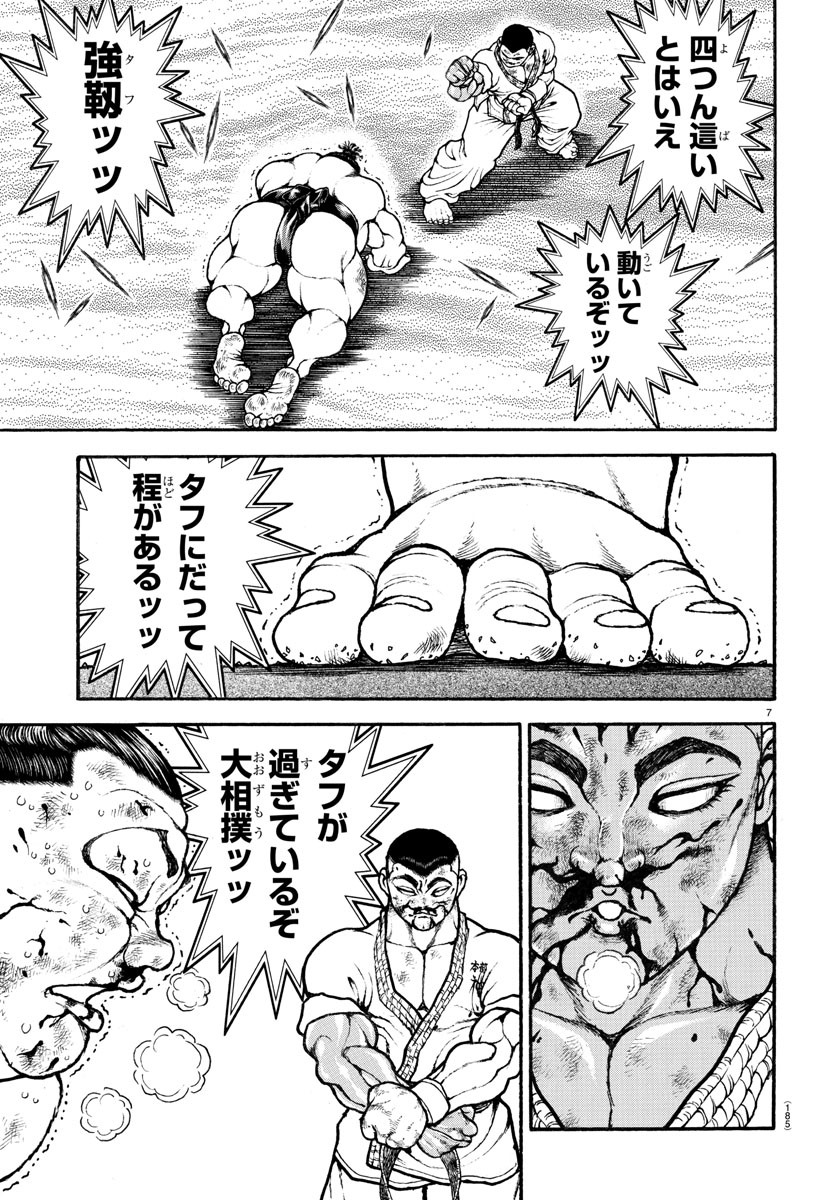 四つん這い
とはいえ
動いて
いるぞッッ
強靱ッッ
タフにだって
程があるッッ
7
タフが
過ぎているぞ
大相撲ッッ
(185)